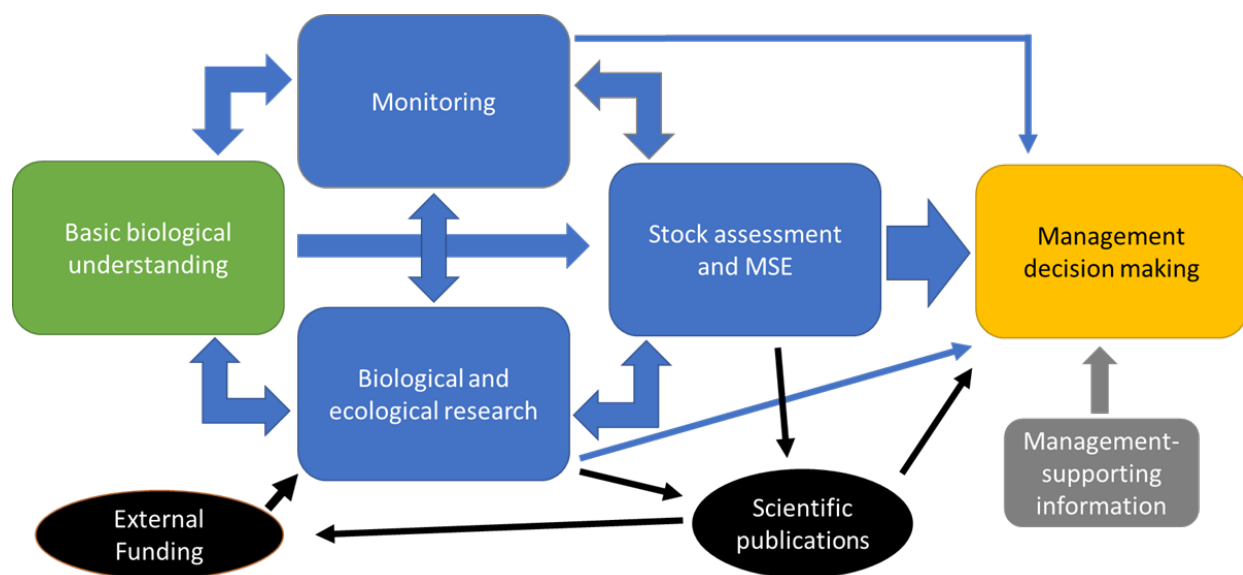 Monitoring
Basic biological
understanding
Stock assessment
and MSE
Management
decision making
Biological and
ecological research
Management-
supporting
information
External
Funding
Scientific
publications